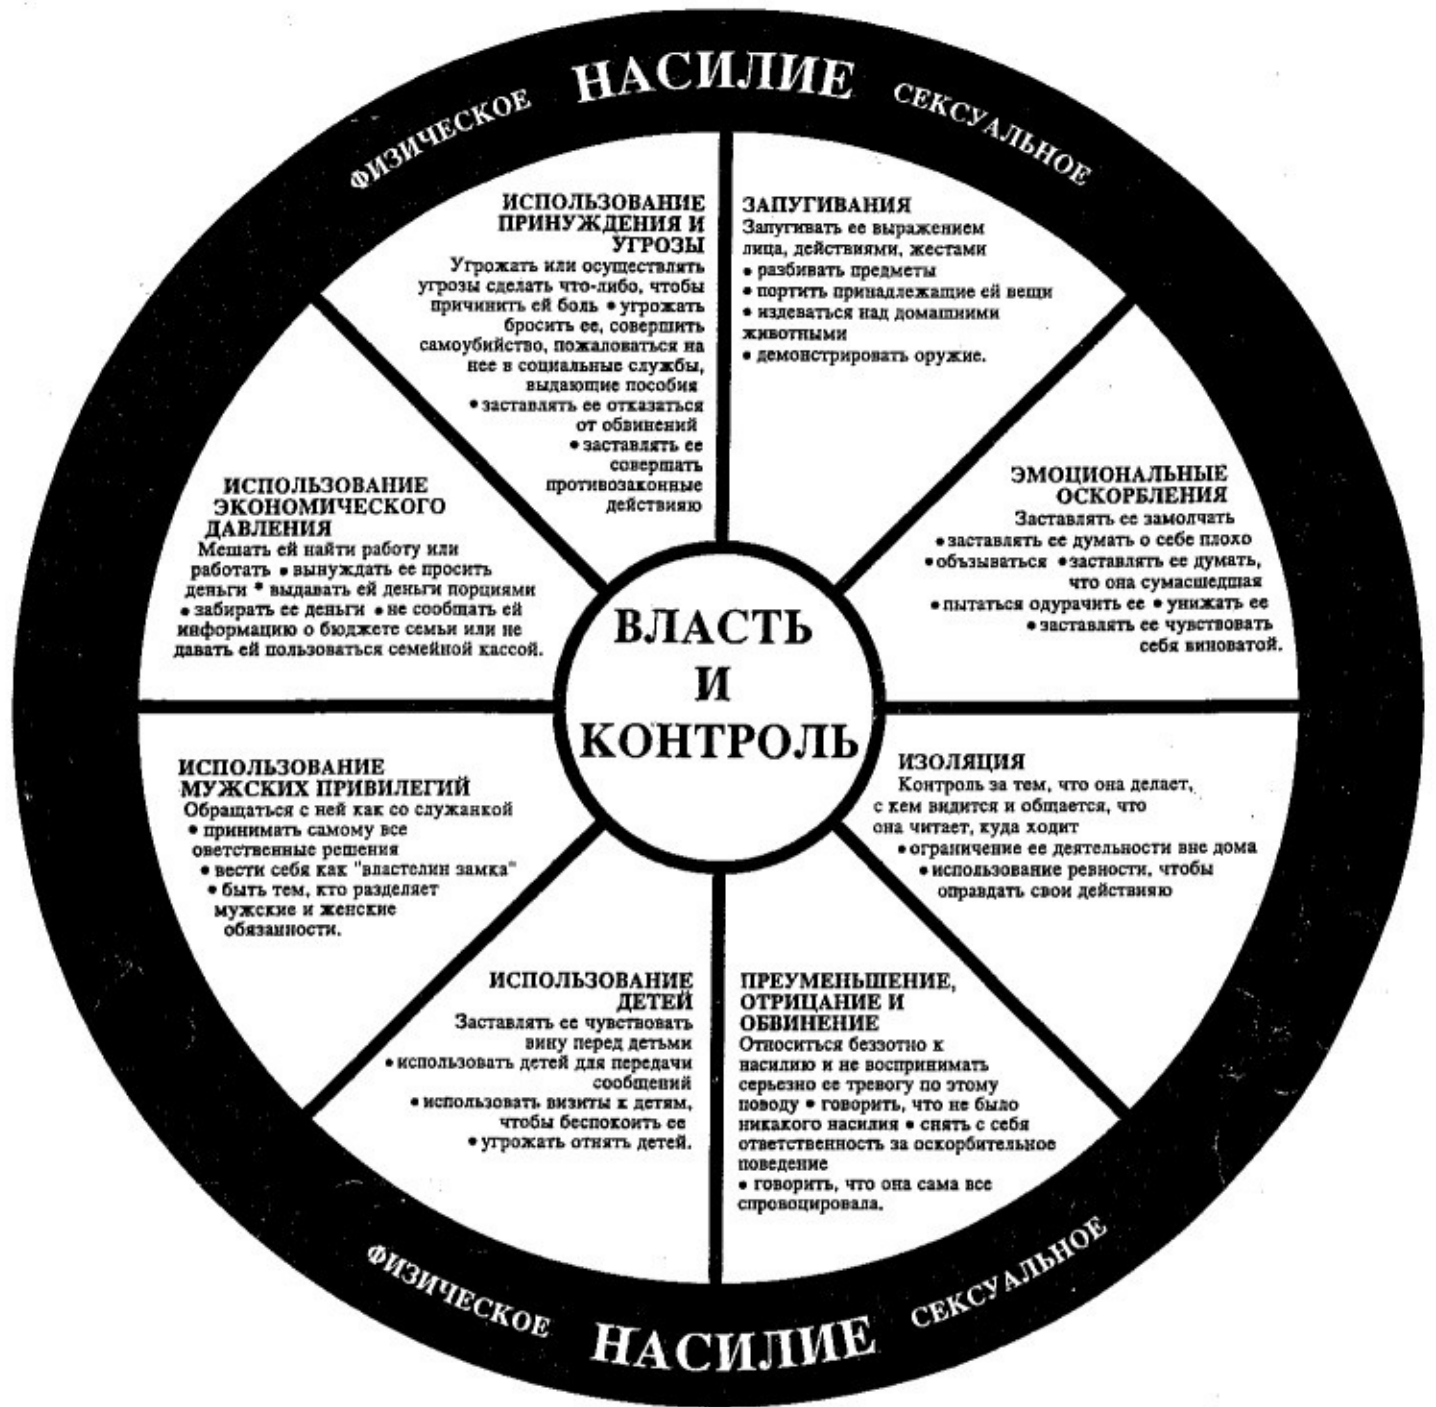 ФИЗИЧЕСКОЕ НАСИЛИЕ СЕКСУАЛЬНОЕ
ИСПОЛЬЗОВАНИЕ
ПРИНУЖДЕНИЯ И
УГРОЗЫ
Угрожать или осуществлять
угрозы сделать что-либо, чтобы
причинить ей боль • угрожать
бросить ее, совершить
самоубийство, пожаловаться на
нее в социальные службы,
выдающие пособия
• заставлять ее отказаться
от обвинений
• заставлять ее
совершать
противозаконные
действияю
ЗАПУГИВАНИЯ
Запугивать ее выражением
лица, действиями, жестами
• разбивать предметы
• портить принадлежащие ей вещи
• издеваться над домашними
животными
• демонстрировать оружие.
ЭМОЦИОНАЛЬНЫЕ
ОСКОРБЛЕНИЯ
Заставлять ее замолчать
• заставлять ее думать о себе плохо
• объзываться • заставлять ее думать,
что она сумасшедшая
• пытаться одурачить ее • унижать ее
• заставлять ее чувствовать
себя виноватой.
ИЗОЛЯЦИЯ
Контроль за тем, что она делает,
с кем видится и общается, что
она читает, куда ходит
• ограничение ее деятельности вне дома
• использование ревности, чтобы
оправдать свои действияю
ПРЕУМЕНЬШЕНИЕ,
ОТРИЦАНИЕ И
ОБВИНЕНИЕ
Относиться беззотно к
насилию и не воспринимать
серьезно ее тревогу по этому
поводу • говорить, что не было
никакого насилия • снять с себя
ответственность за оскорбительное
поведение
• говорить, что она сама все
спровоцировала.
ИСПОЛЬЗОВАНИЕ
ДЕТЕЙ
Заставлять ее чувствовать
вину перед детьми
• использовать детей для передачи
сообщений
• использовать визиты к детям,
чтобы беспокоить ее
• угрожать отнять детей.
ИСПОЛЬЗОВАНИЕ
МУЖСКИХ ПРИВИЛЕГИЙ
Обращаться с ней как со служанкой
• принимать самому все
оветственные решения
• вести себя как "властелин замка"
• быть тем, кто разделяет
мужские и женские
обязанности.
ИСПОЛЬЗОВАНИЕ
ЭКОНОМИЧЕСКОГО
ДАВЛЕНИЯ
Мешать ей найти работу или
работать • вынуждать ее просить
деньги • выдавать ей деньги порциями
• забирать ее деньги • не сообщать ей
информацию о бюджете семьи или не
давать ей пользоваться семейной кассой.
ВЛАСТЬ
И
КОНТРОЛЬ
ФИЗИЧЕСКОЕ НАСИЛИЕ СЕКСУАЛЬНОЕ